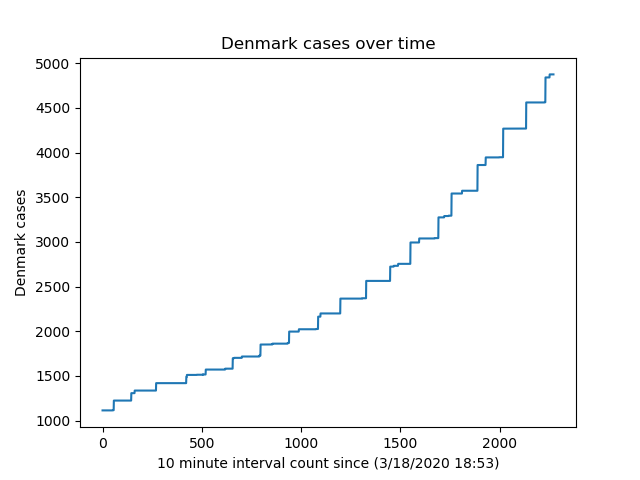 Denmark cases over time
5000
4500
4000
3500
3000
2500
2000
1500
1000
Denmark cases
0 500 1000 1500 2000
10 minute interval count since (3/18/2020 18:53)